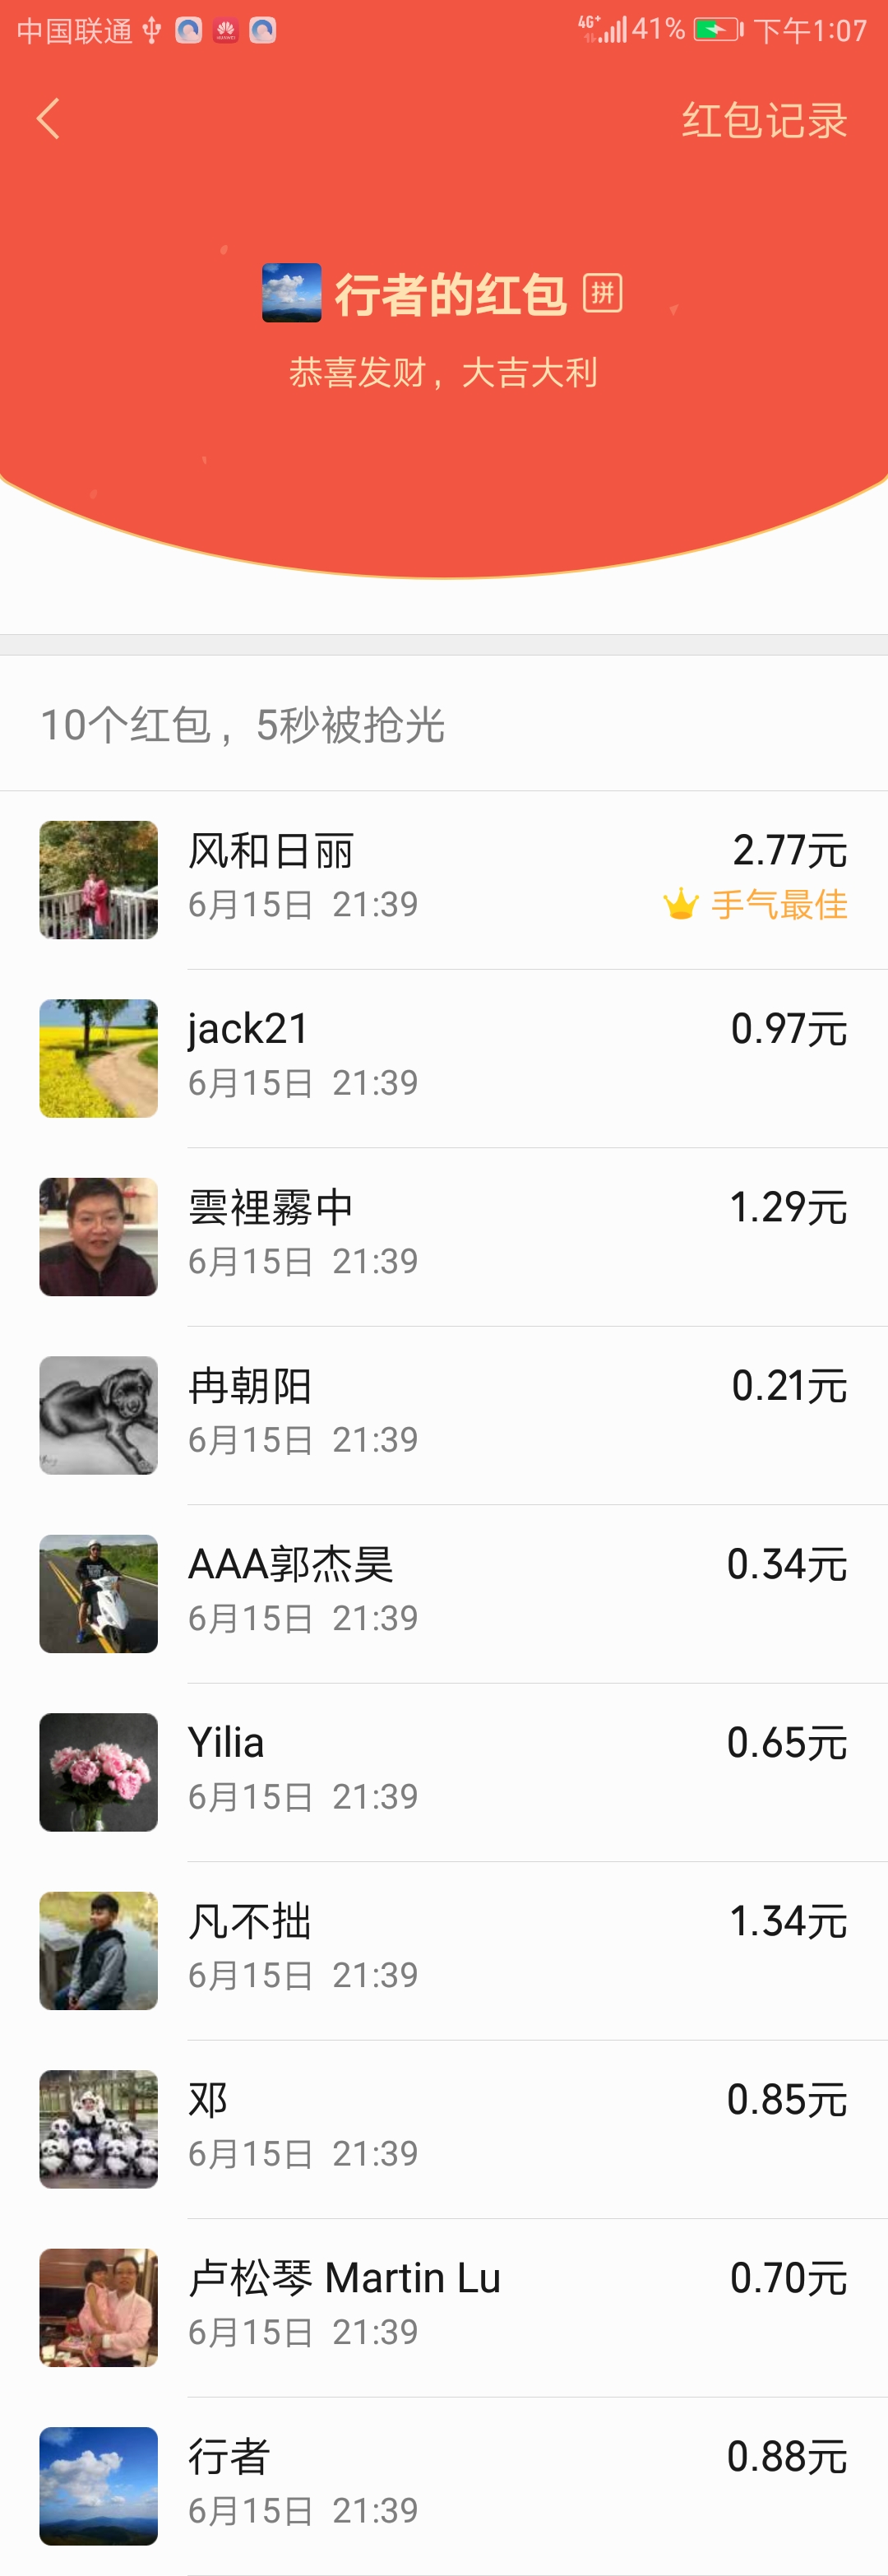 中国联通 4G+ 41% 下午1:07
红包记录
行者的红包 拼
恭喜发财，大吉大利
10个红包，5秒被抢光
风和日丽 2.77元
6月15日 21:39 手气最佳
jack21 0.97元
6月15日 21:39
雲裡霧中 1.29元
6月15日 21:39
冉朝阳 0.21元
6月15日 21:39
AAA郭杰昊 0.34元
6月15日 21:39
Yilia 0.65元
6月15日 21:39
凡不拙 1.34元
6月15日 21:39
邓 0.85元
6月15日 21:39
卢松琴 Martin Lu 0.70元
6月15日 21:39
行者 0.88元
6月15日 21:39